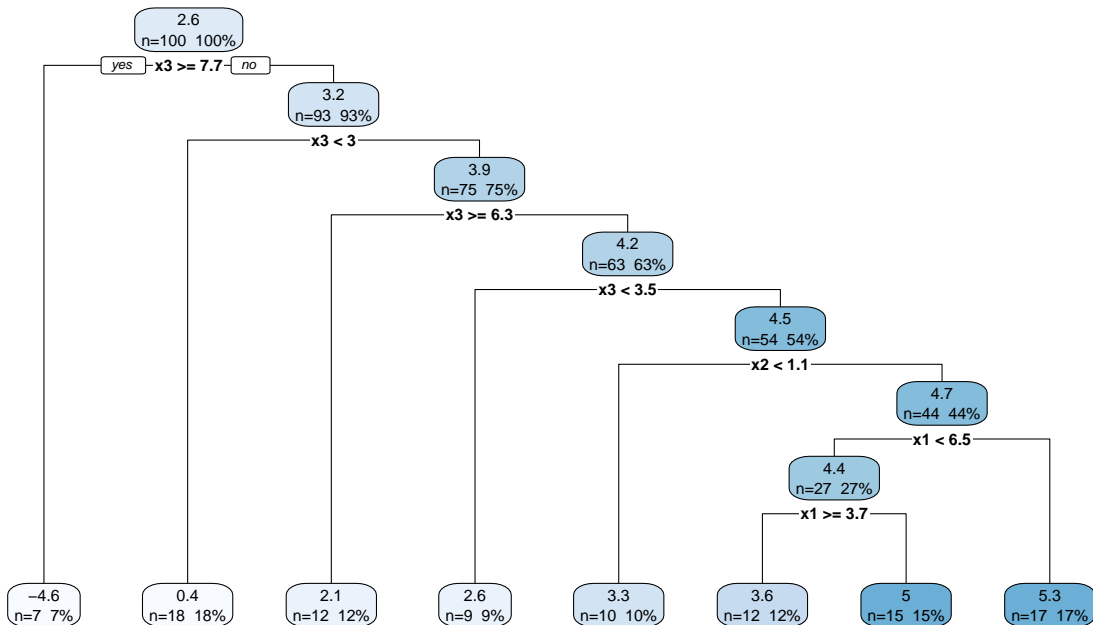 2.6
n=100 100%
yes x3 >= 7.7 no
3.2
n=93 93%
x3 < 3
3.9
n=75 75%
x3 >= 6.3
4.2
n=63 63%
x3 < 3.5
4.5
n=54 54%
x2 < 1.1
4.7
n=44 44%
x1 < 6.5
4.4
n=27 27%
x1 >= 3.7
−4.6
n=7 7%
0.4
n=18 18%
2.1
n=12 12%
2.6
n=9 9%
3.3
n=10 10%
3.6
n=12 12%
5
n=15 15%
5.3
n=17 17%